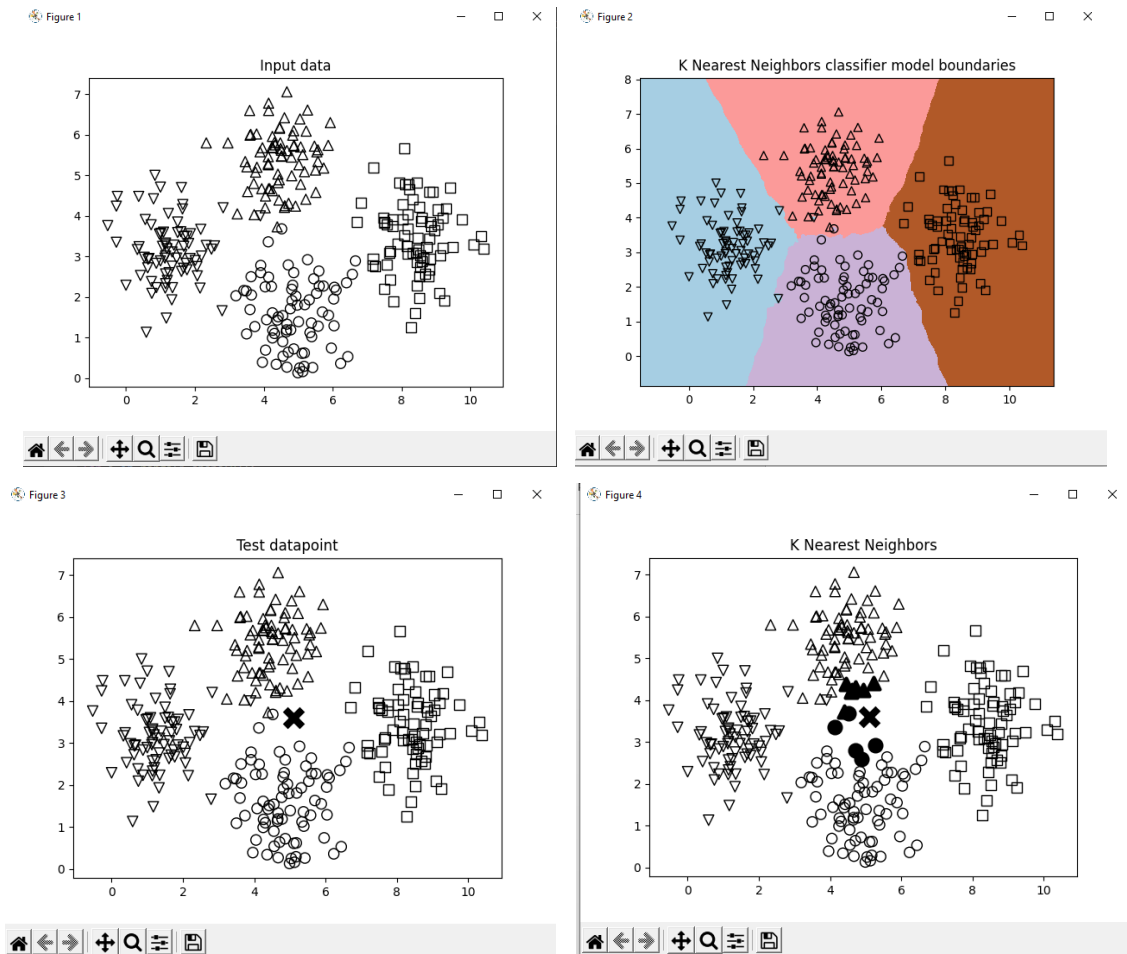 Figure 1
Input data
7
6
5
4
3
2
1
0
0 2 4 6 8 10
Figure 2
K Nearest Neighbors classifier model boundaries
8
7
6
5
4
3
2
1
0
0 2 4 6 8 10
Figure 3
Test datapoint
7
6
5
4
3
2
1
0
0 2 4 6 8 10
Figure 4
K Nearest Neighbors
7
6
5
4
3
2
1
0
0 2 4 6 8 10